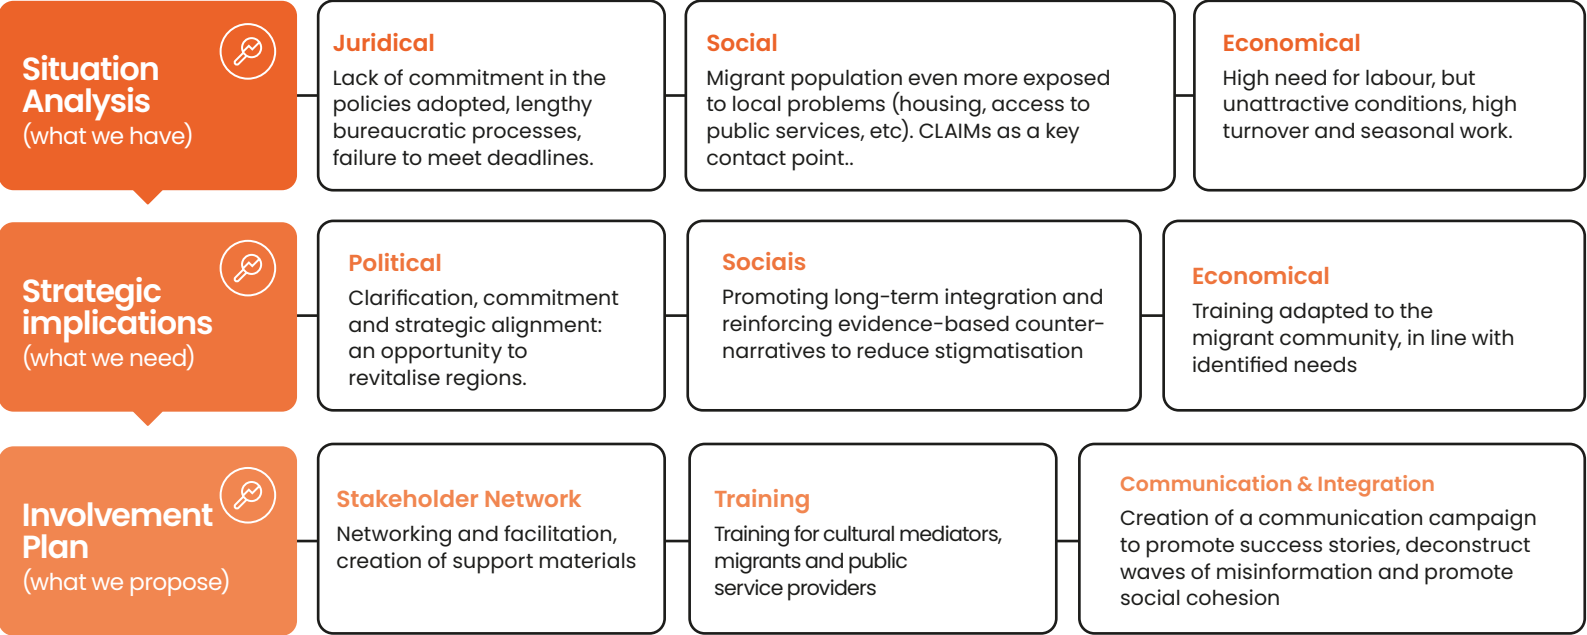 Situation
Analysis
(what we have)
Juridical
Lack of commitment in the
policies adopted, lengthy
bureaucratic processes,
failure to meet deadlines.
Social
Migrant population even more exposed
to local problems (housing, access to
public services, etc). CLAIMs as a key
contact point..
Economical
High need for labour, but
unattractive conditions, high
turnover and seasonal work.
Strategic
implications
(what we need)
Political
Clarification, commitment
and strategic alignment:
an opportunity to
revitalise regions.
Sociais
Promoting long-term integration and
reinforcing evidence-based counter-
narratives to reduce stigmatisation
Economical
Training adapted to the
migrant community, in line with
identified needs
Involvement
Plan
(what we propose)
Stakeholder Network
Networking and facilitation,
creation of support materials
Training
Training for cultural mediators,
migrants and public
service providers
Communication & Integration
Creation of a communication campaign
to promote success stories, deconstruct
waves of misinformation and promote
social cohesion